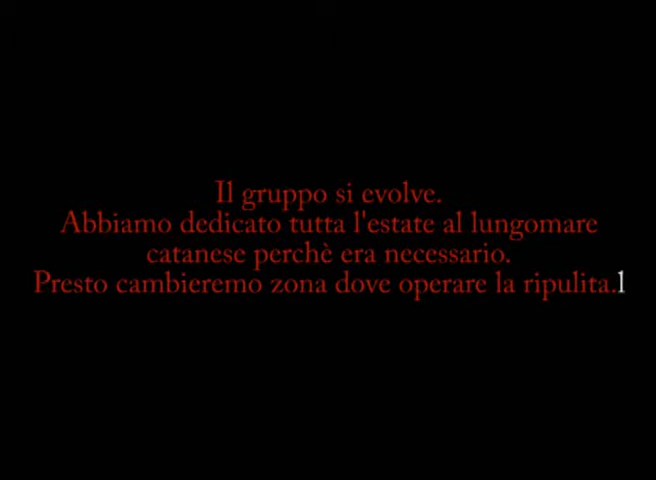 Il gruppo si evolve.
Abbiamo dedicato tutta l'estate al lungomare
catanese perchè era necessario.
Presto cambieremo zona dove operare la ripulita.l